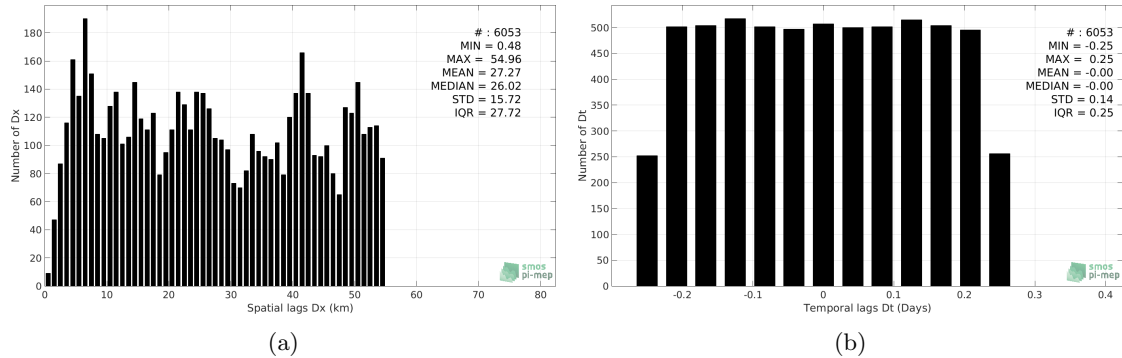 180
160
140
120
100
80
60
40
20
0
Number of Dx
# : 6053
MIN = 0.48
MAX = 54.96
MEAN = 27.27
MEDIAN = 26.02
STD = 15.72
IQR = 27.72
smos
pi-mep
0 10 20 30 40 50 60 70 80
Spatial lags Dx (km)
(a)
500
450
400
350
300
250
200
150
100
50
0
Number of Dt
# : 6053
MIN = -0.25
MAX = 0.25
MEAN = -0.00
MEDIAN = -0.00
STD = 0.14
IQR = 0.25
smos
pi-mep
-0.2 -0.1 0 0.1 0.2 0.3 0.4
Temporal lags Dt (Days)
(b)